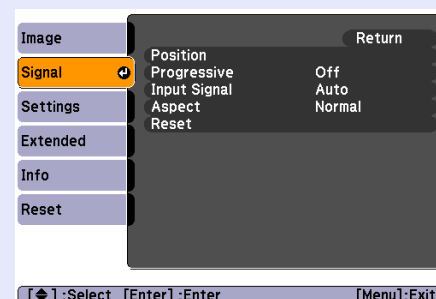 Image
Signal
Settings
Extended
Info
Reset
Return
Position
Progressive Off
Input Signal Auto
Aspect Normal
Reset
[ ] :Select [Enter] :Enter [Menu]:Exit